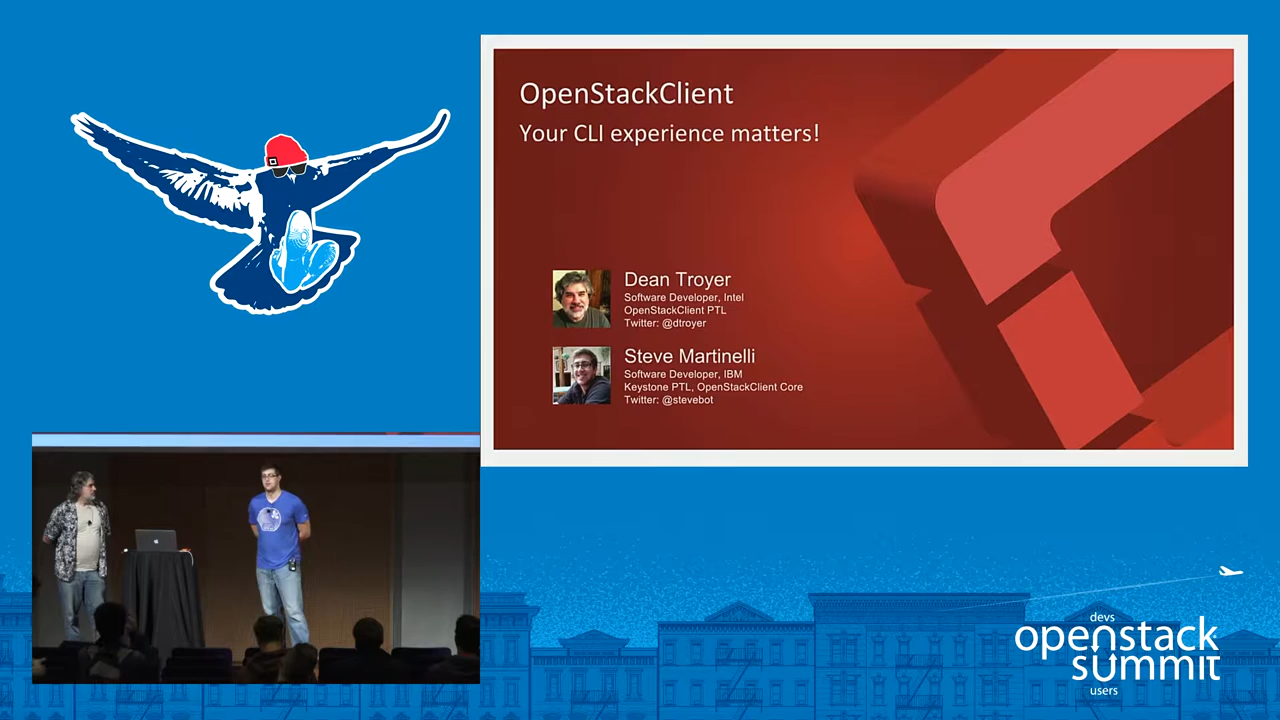 OpenStackClient
Your CLI experience matters!
Dean Troyer
Software Developer, Intel
OpenStackClient PTL
Twitter: @dtroyer
Steve Martinelli
Software Developer, IBM
Keystone PTL, OpenStackClient Core
Twitter: @stevebot
devs
openstack
summit
users